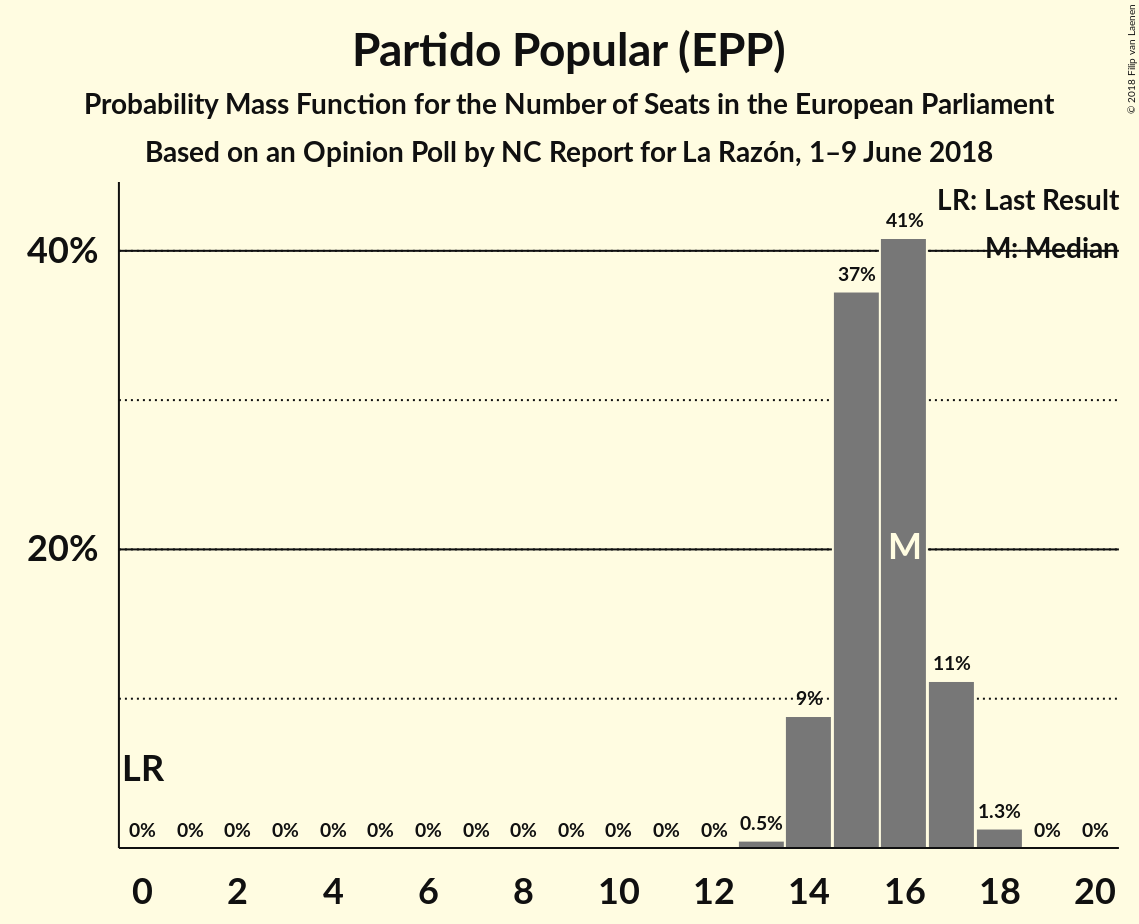 Partido Popular (EPP)
Probability Mass Function for the Number of Seats in the European Parliament
Based on an Opinion Poll by NC Report for La Razón, 1–9 June 2018
© 2018 Filip van Laenen
LR: Last Result
M: Median
40%
20%
41%
37%
M
11%
9%
LR
0% 0% 0% 0% 0% 0% 0% 0% 0% 0% 0% 0% 0% 0.5% 1.3% 0% 0%
0 2 4 6 8 10 12 14 16 18 20